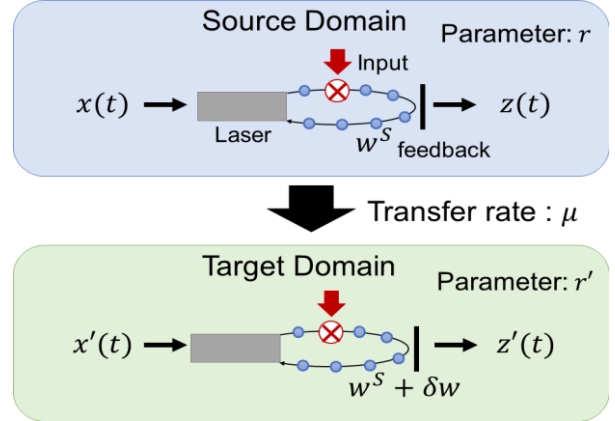 Source Domain
Parameter: r
Input
x(t)
z(t)
Laser
w^S
feedback
Transfer rate : μ
Target Domain
Parameter: r′
x′(t)
z′(t)
w^S + δw